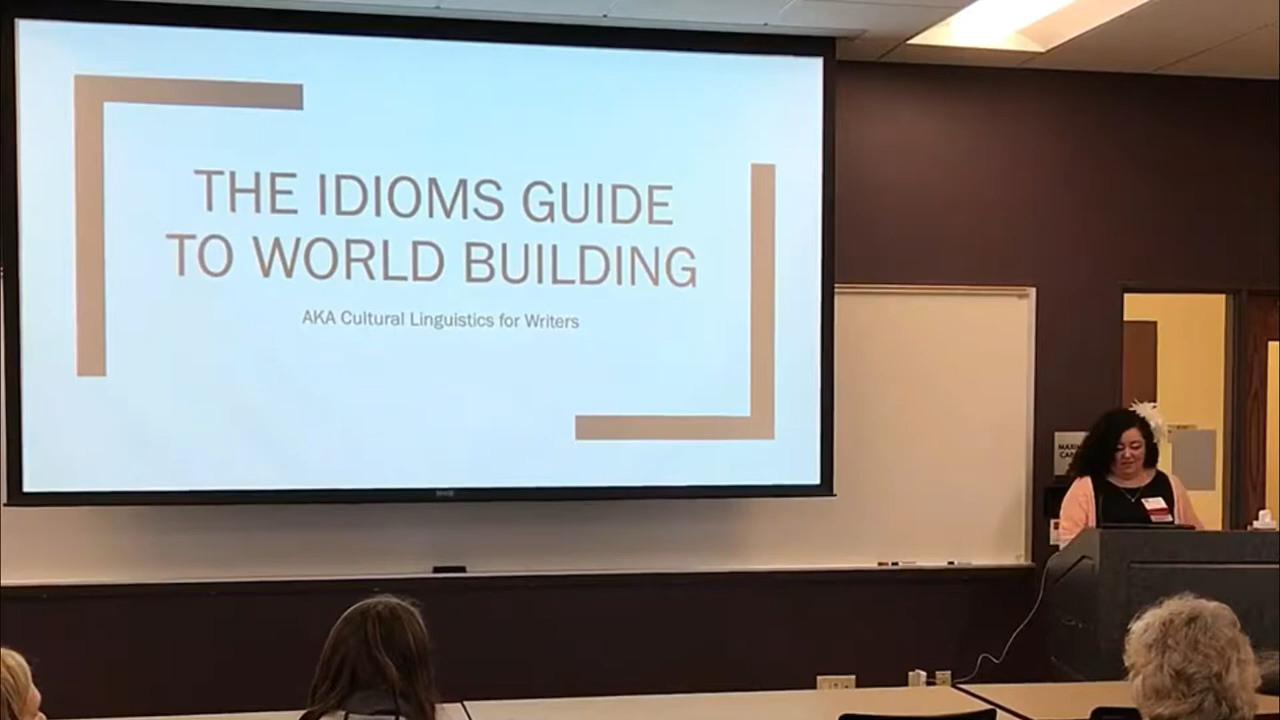 THE IDIOMS GUIDE
TO WORLD BUILDING
AKA Cultural Linguistics for Writers